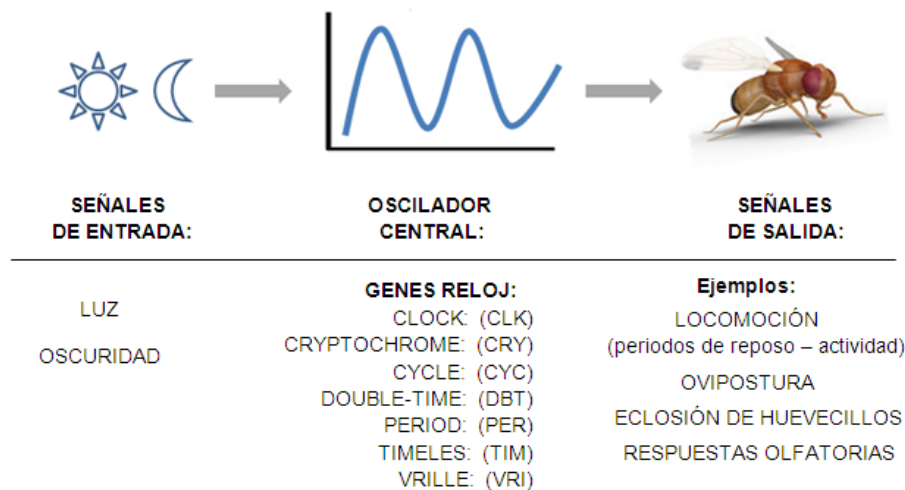 SEÑALES
DE ENTRADA:
OSCILADOR
CENTRAL:
SEÑALES
DE SALIDA:
LUZ
OSCURIDAD
GENES RELOJ:
CLOCK: (CLK)
CRYPTOCHROME: (CRY)
CYCLE: (CYC)
DOUBLE-TIME: (DBT)
PERIOD: (PER)
TIMELES: (TIM)
VRILLE: (VRI)
Ejemplos:
LOCOMOCIÓN
(periodos de reposo – actividad)
OVIPOSTURA
ECLOSIÓN DE HUEVECILLOS
RESPUESTAS OLFATORIAS